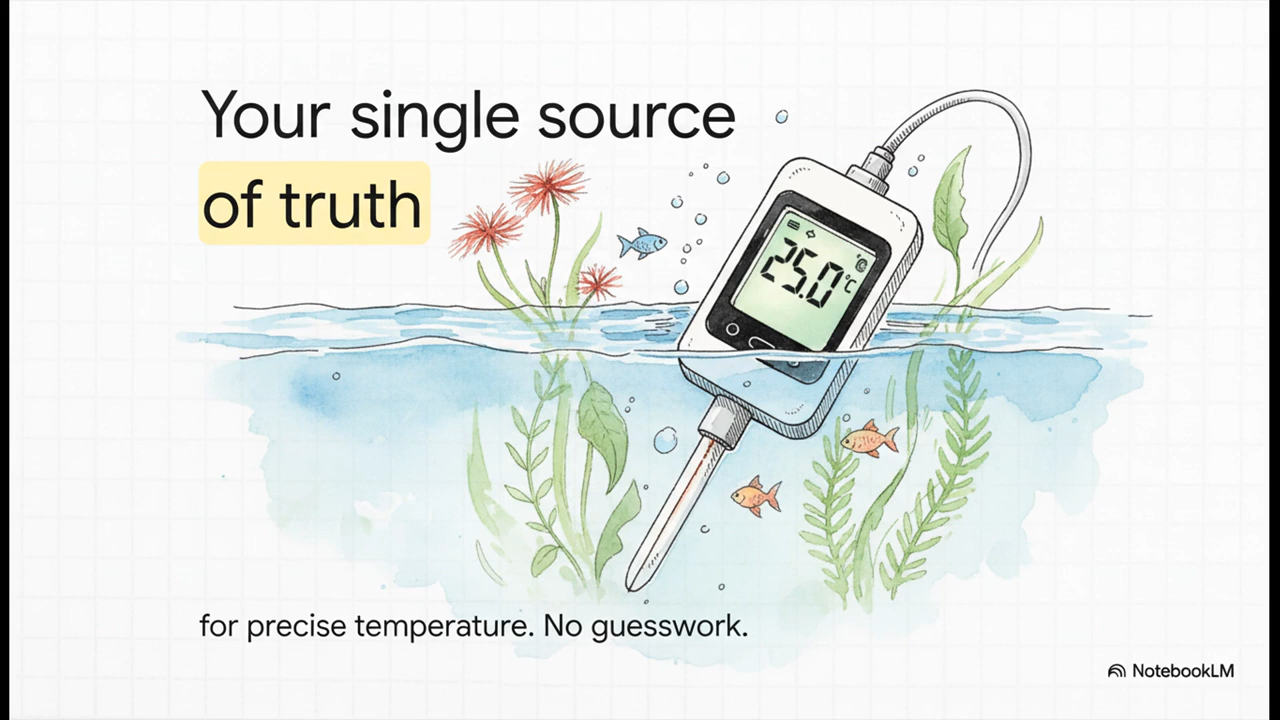 Your single source
of truth
25.0°C
for precise temperature. No guesswork.
NotebookLM